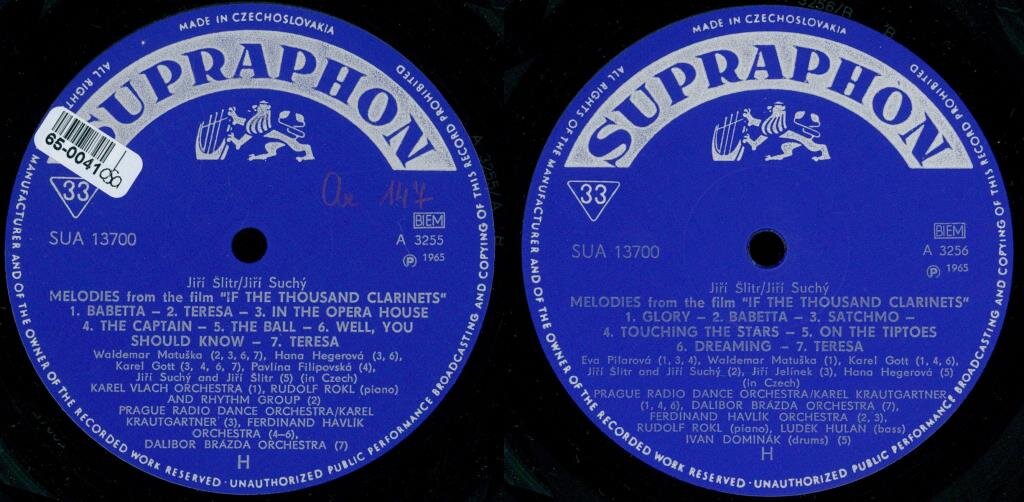 MADE IN CZECHOSLOVAKIA
SUPRAPHON
ALL RIGHTS
OF THE MANUFACTURER AND OF THE OWNER OF THE RECORDED WORK RESERVED · UNAUTHORIZED PUBLIC PERFORMANCE BROADCASTING AND COPYING OF THIS RECORD PROHIBITED
65-0041
33
147
BIEM
SUA 13700
A 3255
Ⓟ 1965
Jiří Šlitr/Jiří Suchý
MELODIES from the film "IF THE THOUSAND CLARINETS"
1. BABETTA – 2. TERESA – 3. IN THE OPERA HOUSE
4. THE CAPTAIN – 5. THE BALL – 6. WELL, YOU
SHOULD KNOW – 7. TERESA
Waldemar Matuška (2, 3, 6, 7), Hana Hegerová (3, 6),
Karel Gott (3, 4, 6, 7), Pavlína Filipovská (4),
Jiří Suchý and Jiří Šlitr (5) (in Czech)
KAREL VLACH ORCHESTRA (1), RUDOLF ROKL (piano)
AND RHYTHM GROUP (2)
PRAGUE RADIO DANCE ORCHESTRA/KAREL
KRAUTGARTNER (3), FERDINAND HAVLÍK
ORCHESTRA (4–6),
DALIBOR BRÁZDA ORCHESTRA (7)
H
A 3255/A
3256/B
MADE IN CZECHOSLOVAKIA
SUPRAPHON
ALL RIGHTS OF THE MANUFACTURER AND OF THE OWNER OF THE RECORDED WORK RESERVED · UNAUTHORIZED PUBLIC PERFORMANCE BROADCASTING AND COPYING OF THIS RECORD PROHIBITED
33
BIEM
SUA 13700
A 3256
Ⓟ 1965
Jiří Šlitr/Jiří Suchý
MELODIES from the film "IF THE THOUSAND CLARINETS"
1. GLORY – 2. BABETTA – 3. SATCHMO –
4. TOUCHING THE STARS – 5. ON THE TIPTOES
6. DREAMING – 7. TERESA
Eva Pilarová (1, 3, 4), Waldemar Matuška (1), Karel Gott (1, 4, 6),
Jiří Šlitr and Jiří Suchý (2), Jiří Jelínek (3), Hana Hegerová (5)
(in Czech)
PRAGUE RADIO DANCE ORCHESTRA/KAREL KRAUTGARTNER
(1, 4, 6), DALIBOR BRÁZDA ORCHESTRA (7),
FERDINAND HAVLÍK ORCHESTRA (2, 3),
RUDOLF ROKL (piano), LUDEK HULAN (bass)
IVAN DOMINÁK (drums) (5)
H